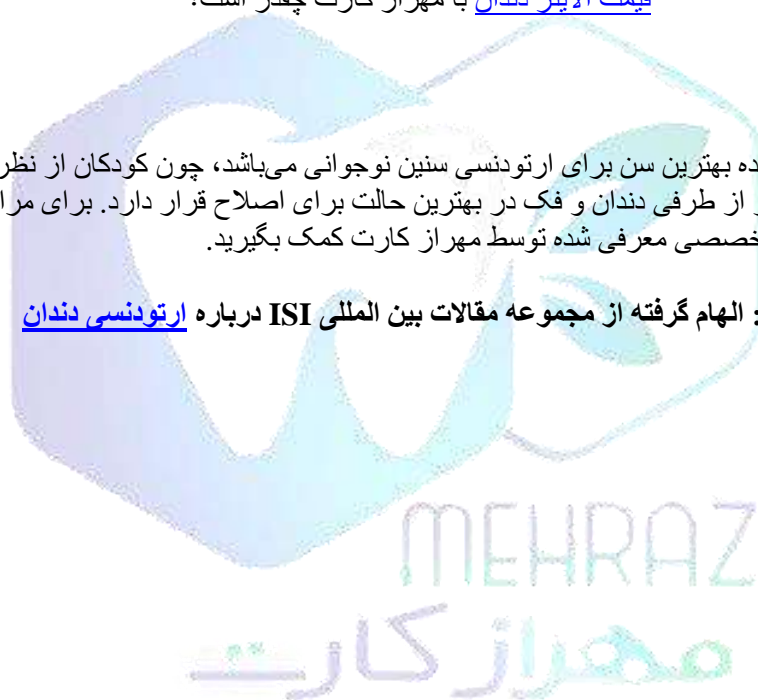 قیمت الاینر دندان با مهراز کارت چقدر است؟
ده بهترین سن برای ارتودنسی سنین نوجوانی می‌باشد، چون کودکان از نظر
ز طرفی دندان و فک در بهترین حالت برای اصلاح قرار دارد. برای مرا
خصصی معرفی شده توسط مهراز کارت کمک بگیرید.
: الهام گرفته از مجموعه مقالات بین المللی ISI درباره ارتودنسی دندان
MEHRAZ
مهراز کارت